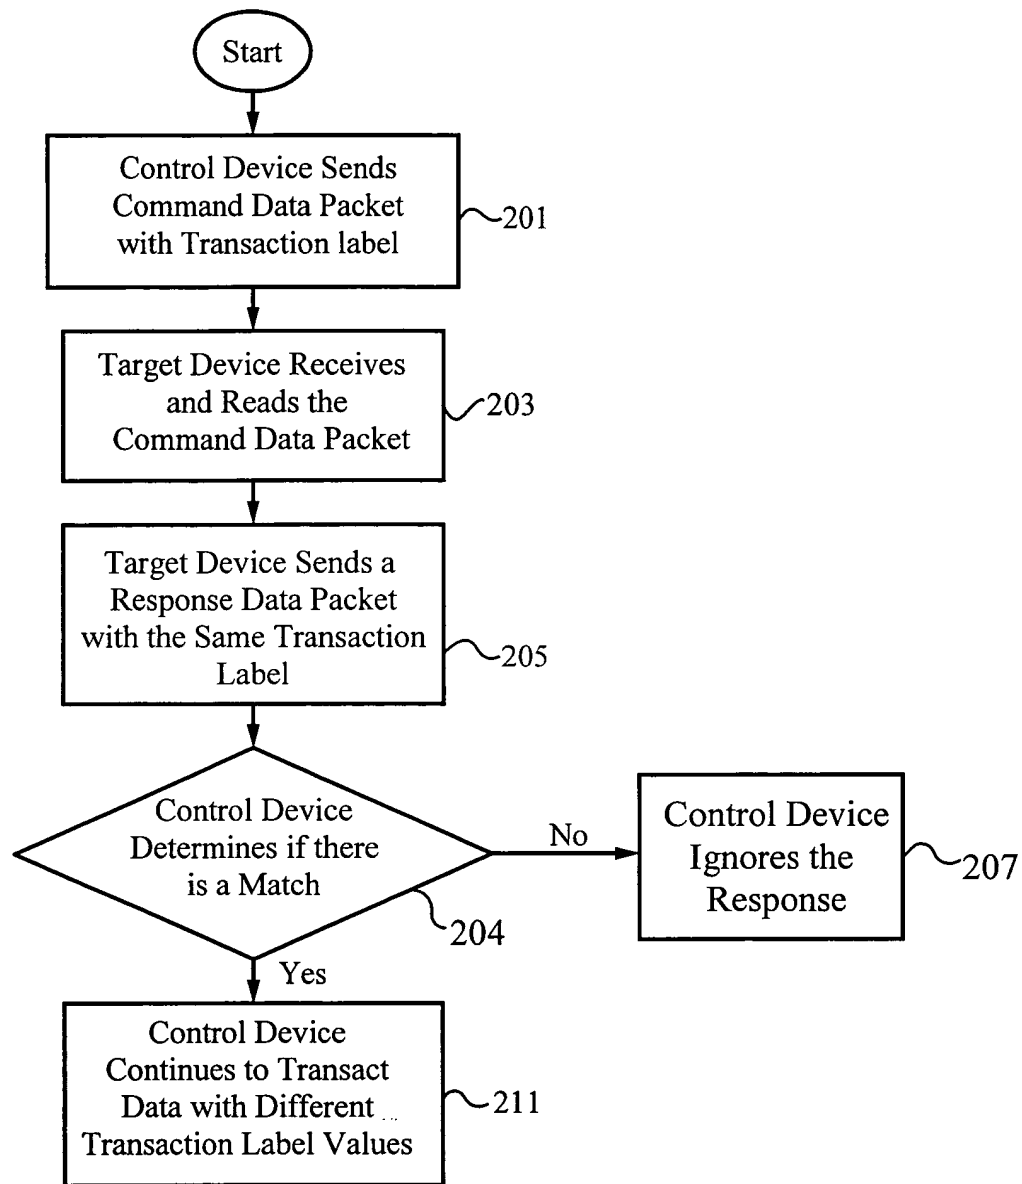 Start
Control Device Sends
Command Data Packet
with Transaction label
201
Target Device Receives
and Reads the
Command Data Packet
203
Target Device Sends a
Response Data Packet
with the Same Transaction
Label
205
Control Device
Determines if there
is a Match
204
No
Control Device
Ignores the
Response
207
Yes
Control Device
Continues to Transact
Data with Different
Transaction Label Values
211